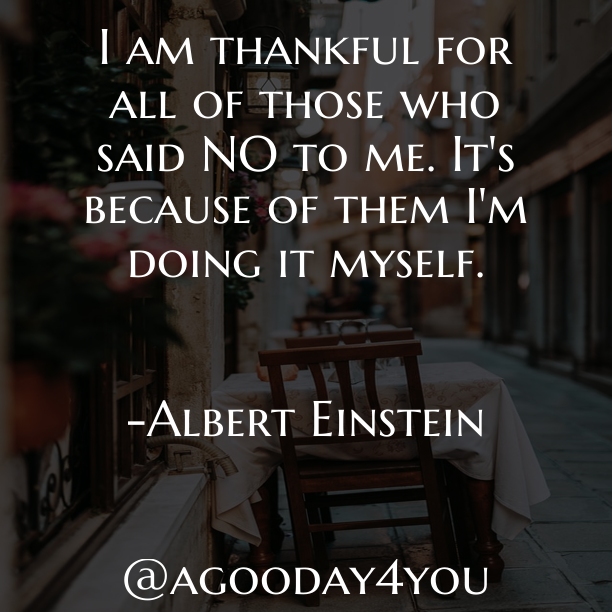 I am thankful for
all of those who
said NO to me. It's
because of them I'm
doing it myself.
-Albert Einstein
@agooday4you